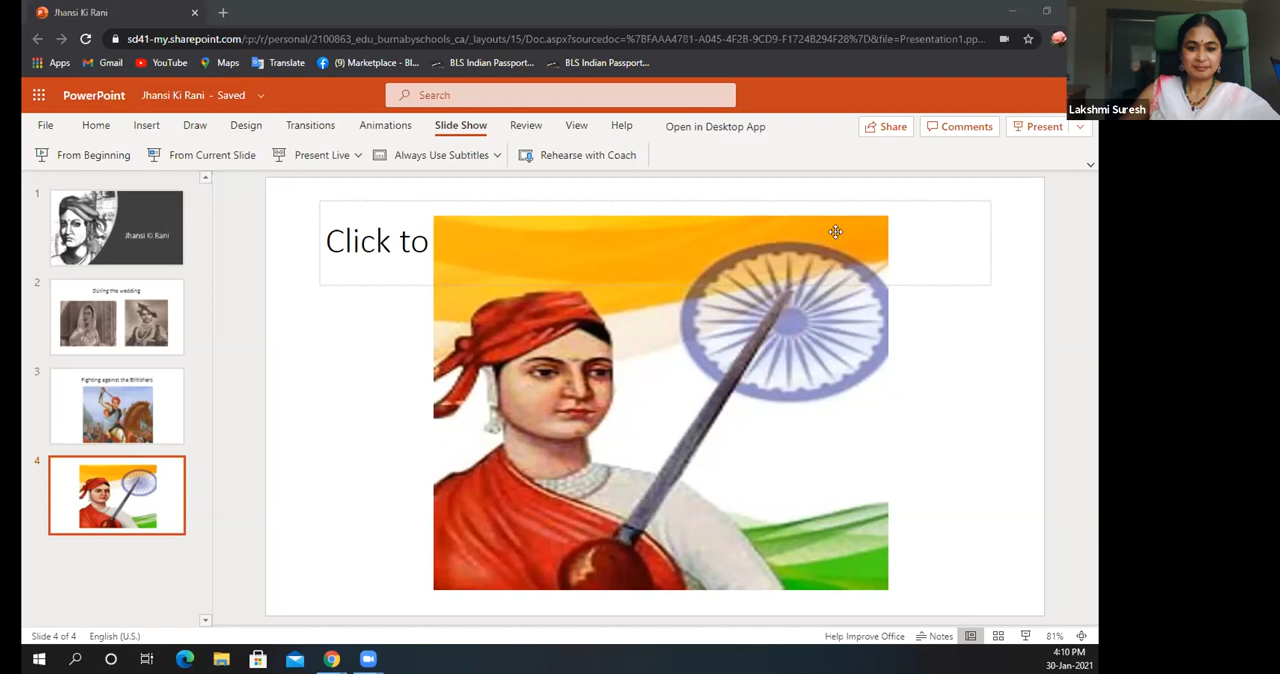 Jhansi Ki Rani
sd41-my.sharepoint.com/:p:/r/personal/2100863_edu_burnabyschools_ca/_layouts/15/Doc.aspx?sourcedoc=%7BFAAA4781-A045-4F2B-9CD9-F1724B294F28%7D&file=Presentation1.pp...
Apps Gmail YouTube Maps Translate (9) Marketplace - Bl... BLS Indian Passport... BLS Indian Passport...
Lakshmi Suresh
PowerPoint Jhansi Ki Rani - Saved Search
File Home Insert Draw Design Transitions Animations Slide Show Review View Help Open in Desktop App Share Comments Present
From Beginning From Current Slide Present Live Always Use Subtitles Rehearse with Coach
1
Jhansi Ki Rani
2
During the wedding
3
Fighting against the Britishers
4
Click to
Slide 4 of 4 English (U.S.) Help Improve Office Notes 81%
4:10 PM
30-Jan-2021